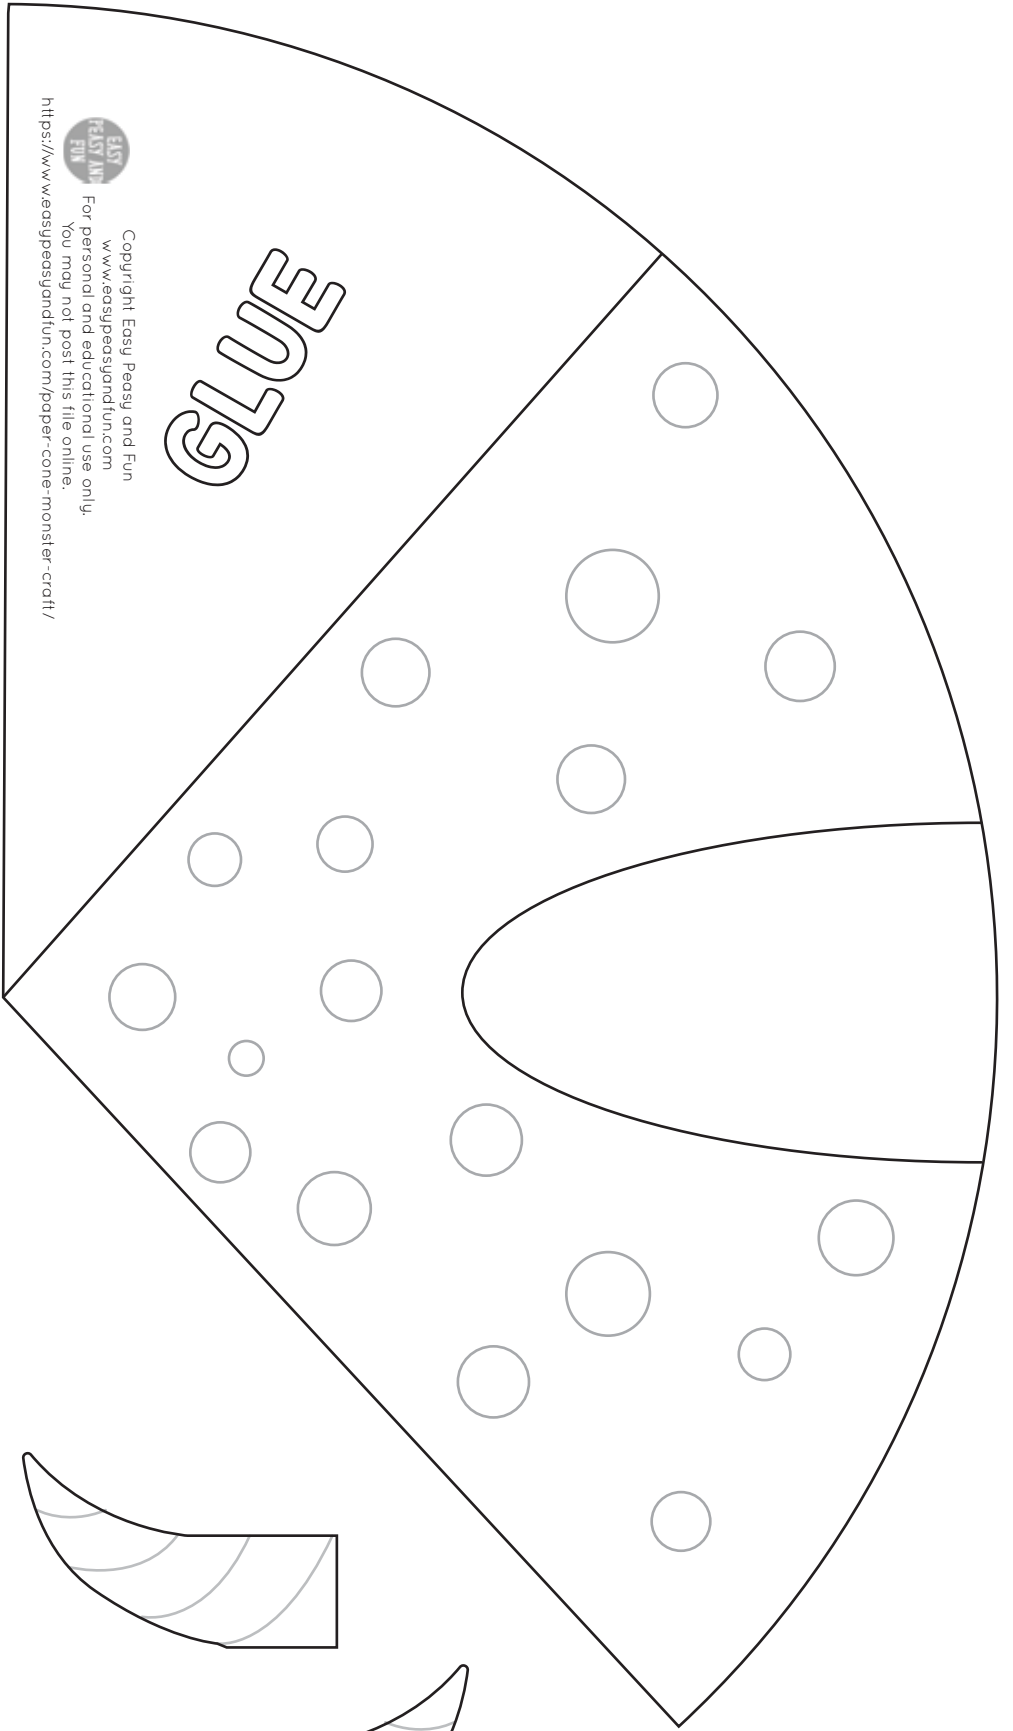 EASY
PEASY AND
FUN
Copyright Easy Peasy and Fun
www.easypeasyandfun.com
For personal and educational use only.
You may not post this file online.
https://www.easypeasyandfun.com/paper-cone-monster-craft/
GLUE